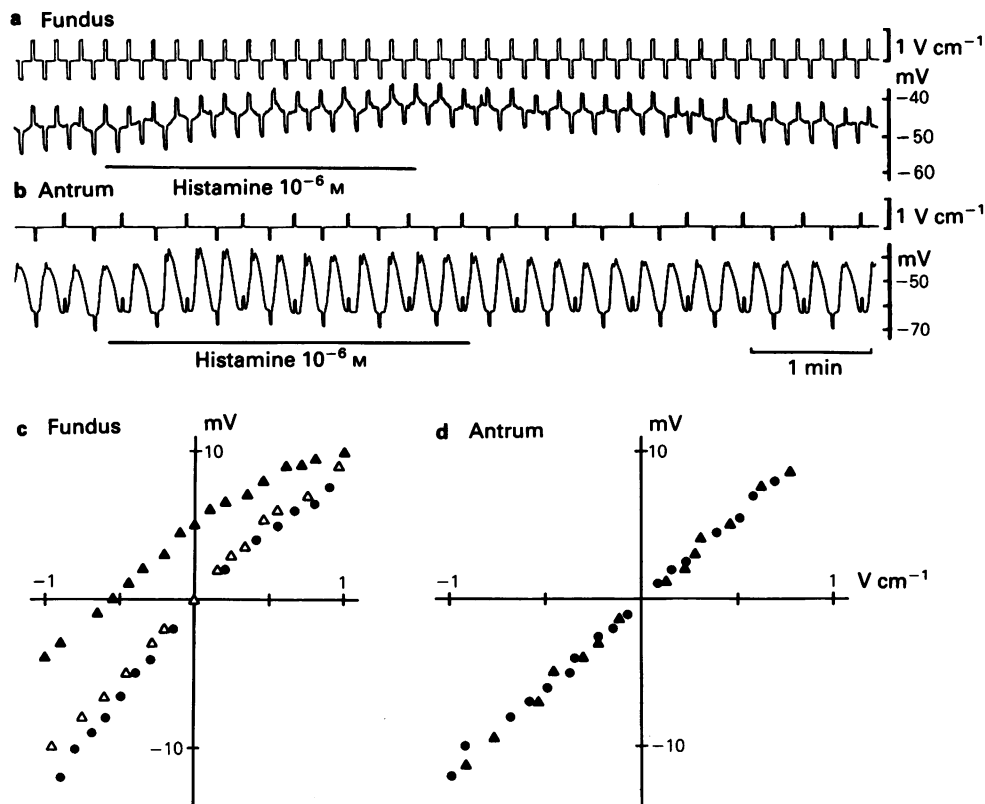 a Fundus
1 V cm⁻¹
mV
−40
−50
−60
Histamine 10⁻⁶ M
b Antrum
1 V cm⁻¹
mV
−50
−70
Histamine 10⁻⁶ M
1 min
c Fundus
mV
10
−1
1
−10
d Antrum
mV
10
−1
1
V cm⁻¹
−10